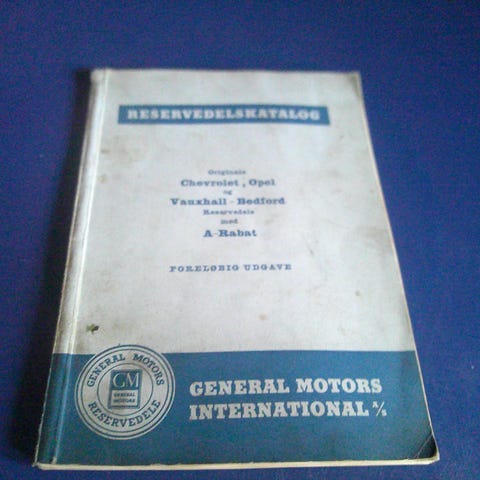 RESERVEDELSKATALOG
Originale
Chevrolet, Opel
og
Vauxhall - Bedford
Reservedele
med
A-Rabat
FORELØBIG UDGAVE
GENERAL MOTORS
GM
GENERAL
MOTORS
RESERVEDELE
GENERAL MOTORS
INTERNATIONAL A/S